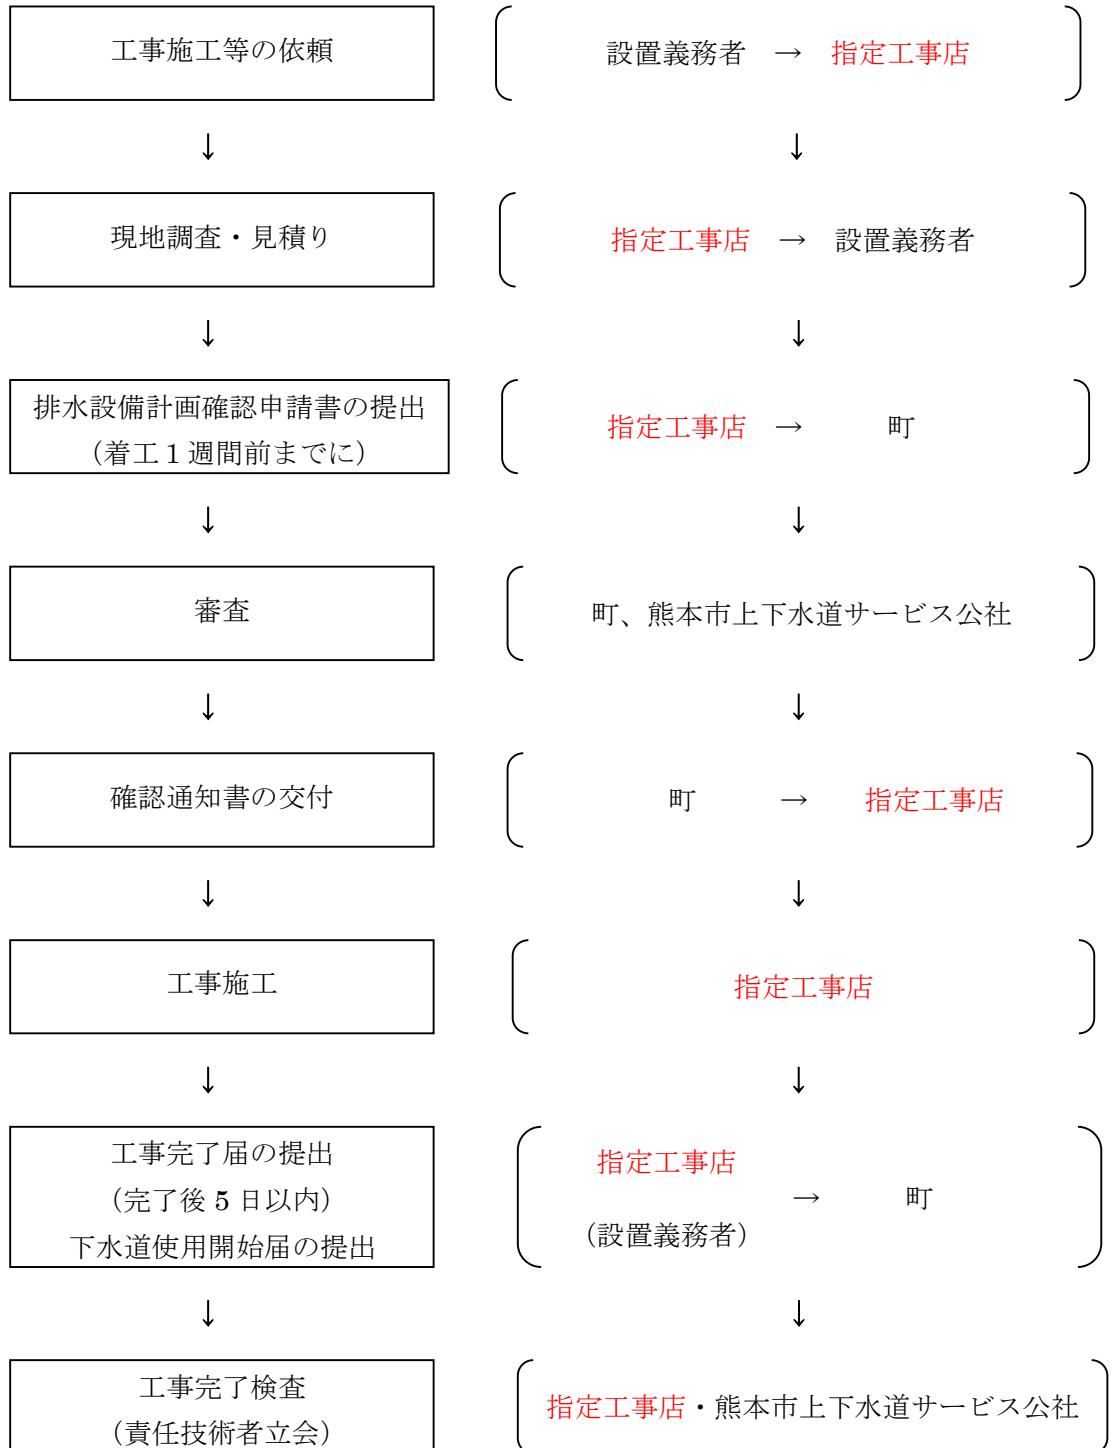 工事施工等の依頼
設置義務者 → 指定工事店
↓ ↓
現地調査・見積り
指定工事店 → 設置義務者
↓ ↓
排水設備計画確認申請書の提出
（着工１週間前までに）
指定工事店 → 町
↓ ↓
審査
町、熊本市上下水道サービス公社
↓ ↓
確認通知書の交付
町 → 指定工事店
↓ ↓
工事施工
指定工事店
↓ ↓
工事完了届の提出
（完了後 5 日以内）
下水道使用開始届の提出
指定工事店
（設置義務者）
→ 町
↓ ↓
工事完了検査
（責任技術者立会）
指定工事店・熊本市上下水道サービス公社